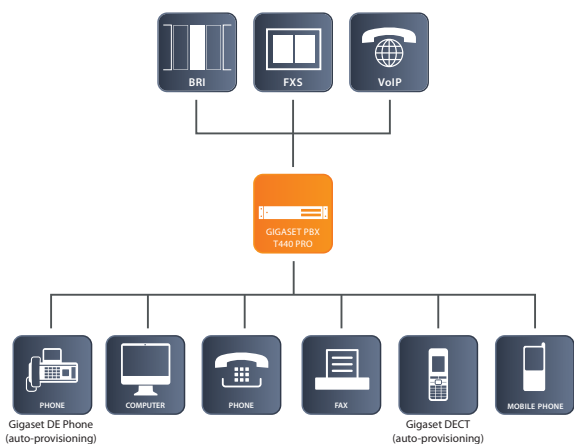 BRI
FXS
VoIP
GIGASET PBX
T440 PRO
PHONE
COMPUTER
PHONE
FAX
MOBILE PHONE
Gigaset DE Phone
(auto-provisioning)
Gigaset DECT
(auto-provisioning)